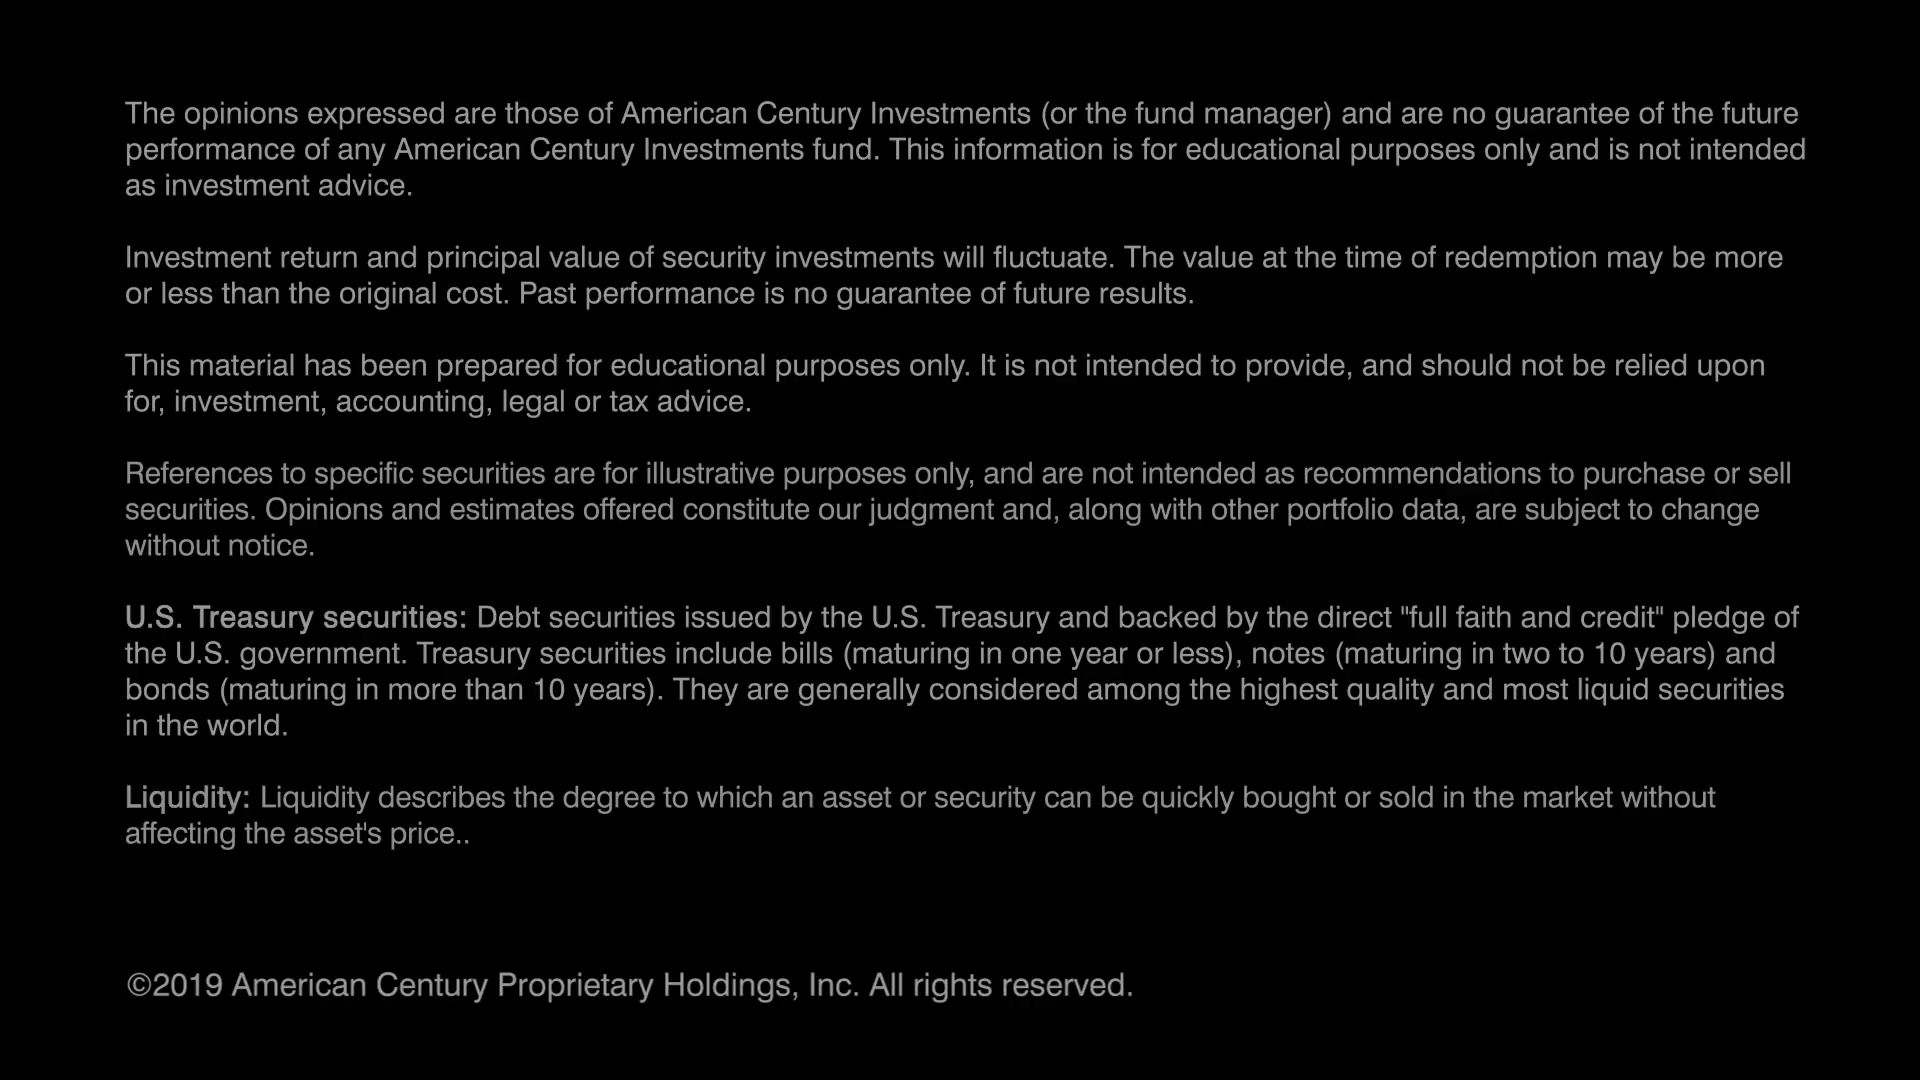 The opinions expressed are those of American Century Investments (or the fund manager) and are no guarantee of the future
performance of any American Century Investments fund. This information is for educational purposes only and is not intended
as investment advice.
Investment return and principal value of security investments will fluctuate. The value at the time of redemption may be more
or less than the original cost. Past performance is no guarantee of future results.
This material has been prepared for educational purposes only. It is not intended to provide, and should not be relied upon
for, investment, accounting, legal or tax advice.
References to specific securities are for illustrative purposes only, and are not intended as recommendations to purchase or sell
securities. Opinions and estimates offered constitute our judgment and, along with other portfolio data, are subject to change
without notice.
U.S. Treasury securities: Debt securities issued by the U.S. Treasury and backed by the direct "full faith and credit" pledge of
the U.S. government. Treasury securities include bills (maturing in one year or less), notes (maturing in two to 10 years) and
bonds (maturing in more than 10 years). They are generally considered among the highest quality and most liquid securities
in the world.
Liquidity: Liquidity describes the degree to which an asset or security can be quickly bought or sold in the market without
affecting the asset's price..
©2019 American Century Proprietary Holdings, Inc. All rights reserved.